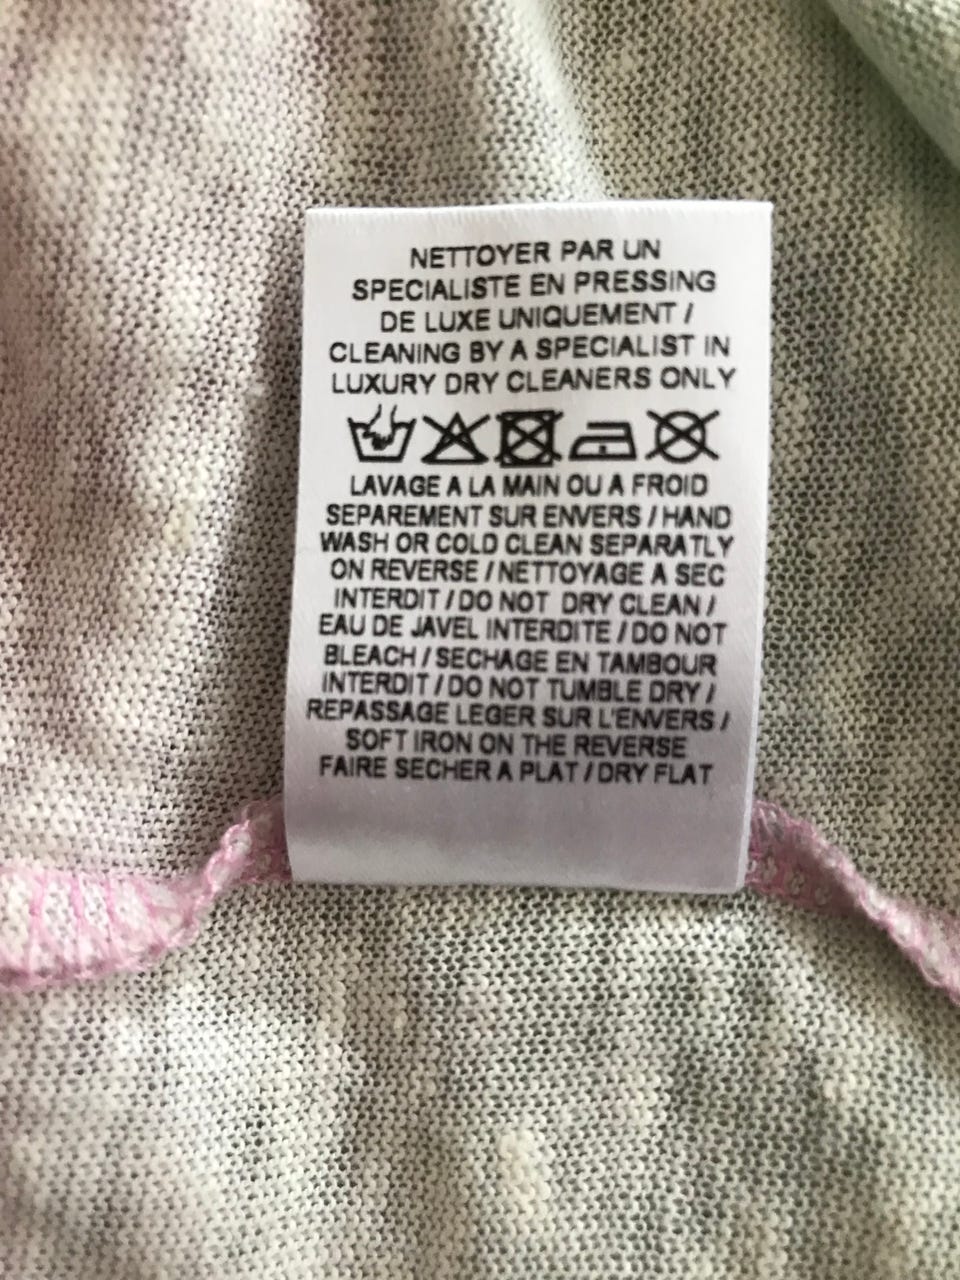 NETTOYER PAR UN
SPECIALISTE EN PRESSING
DE LUXE UNIQUEMENT /
CLEANING BY A SPECIALIST IN
LUXURY DRY CLEANERS ONLY
LAVAGE A LA MAIN OU A FROID
SEPAREMENT SUR ENVERS / HAND
WASH OR COLD CLEAN SEPARATLY
ON REVERSE / NETTOYAGE A SEC
INTERDIT / DO NOT DRY CLEAN /
EAU DE JAVEL INTERDITE / DO NOT
BLEACH / SECHAGE EN TAMBOUR
INTERDIT / DO NOT TUMBLE DRY /
REPASSAGE LEGER SUR L'ENVERS /
SOFT IRON ON THE REVERSE
FAIRE SECHER A PLAT / DRY FLAT